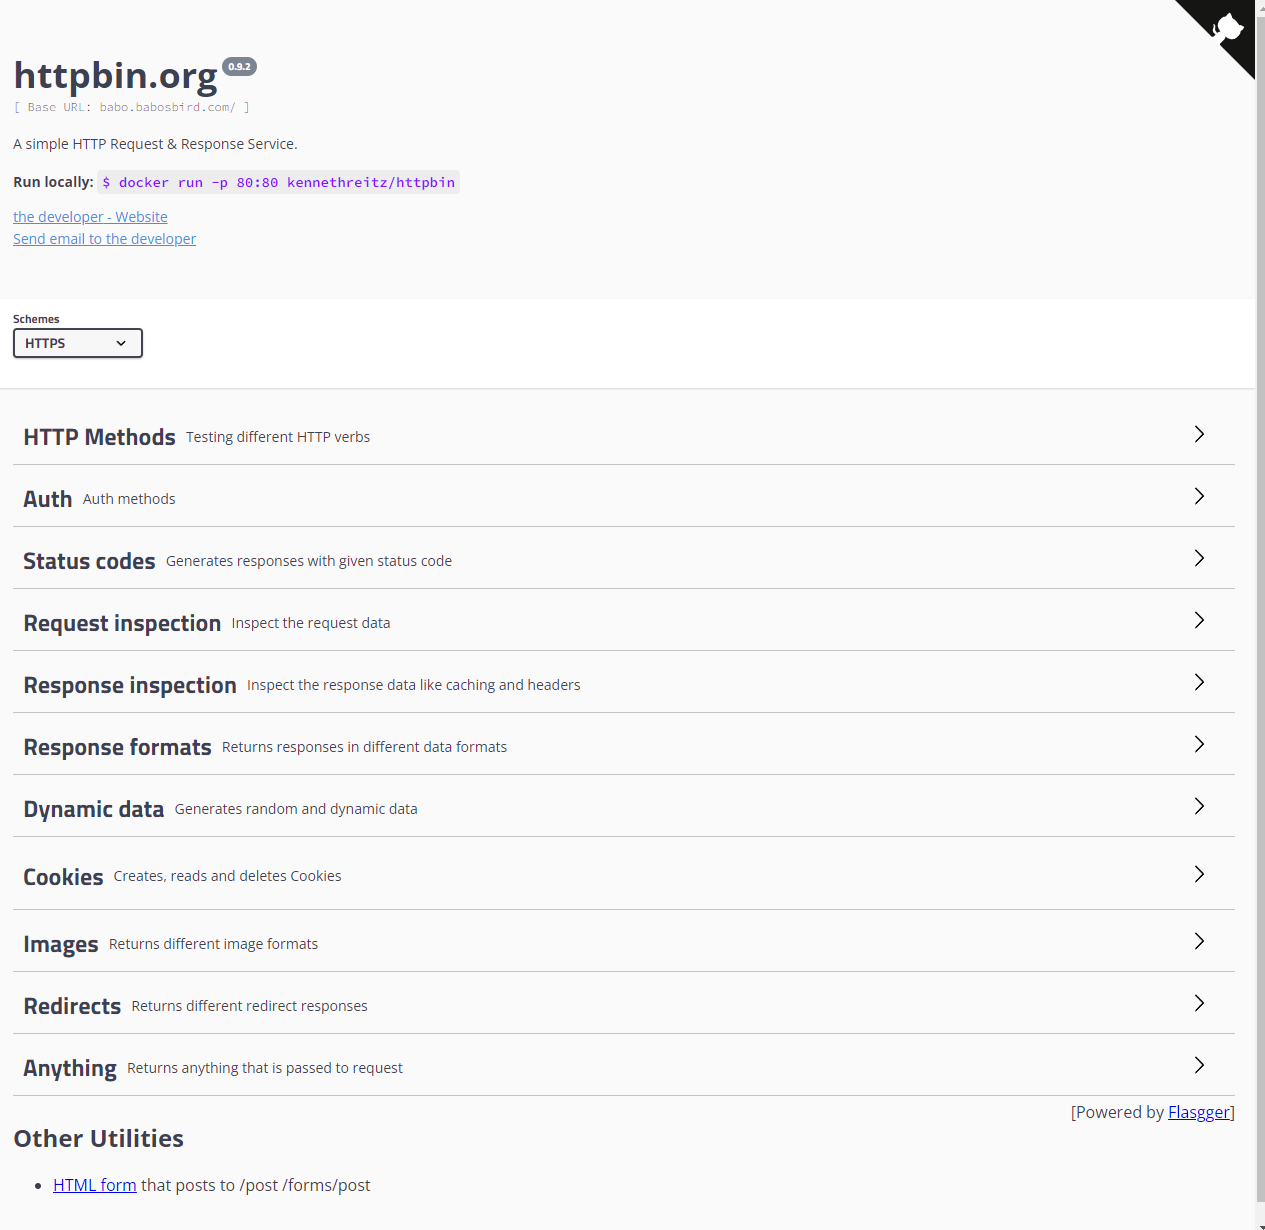 httpbin.org 0.9.2
[ Base URL: babo.babosbird.com/ ]
A simple HTTP Request & Response Service.
Run locally: $ docker run -p 80:80 kennethreitz/httpbin
the developer - Website
Send email to the developer
Schemes
HTTPS
HTTP Methods Testing different HTTP verbs
Auth Auth methods
Status codes Generates responses with given status code
Request inspection Inspect the request data
Response inspection Inspect the response data like caching and headers
Response formats Returns responses in different data formats
Dynamic data Generates random and dynamic data
Cookies Creates, reads and deletes Cookies
Images Returns different image formats
Redirects Returns different redirect responses
Anything Returns anything that is passed to request
[Powered by Flasgger]
Other Utilities
• HTML form that posts to /post /forms/post